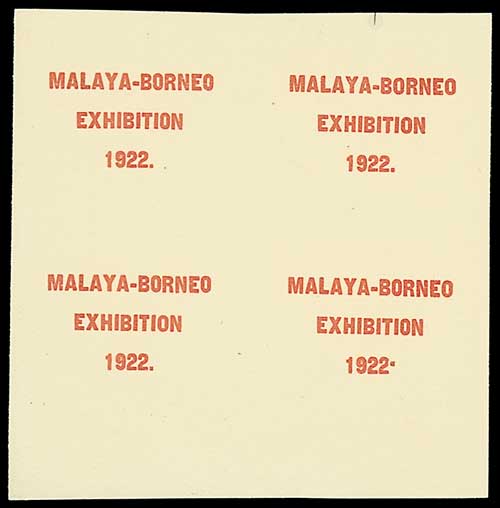 MALAYA-BORNEO
EXHIBITION
1922.
MALAYA-BORNEO
EXHIBITION
1922.
MALAYA-BORNEO
EXHIBITION
1922.
MALAYA-BORNEO
EXHIBITION
1922·